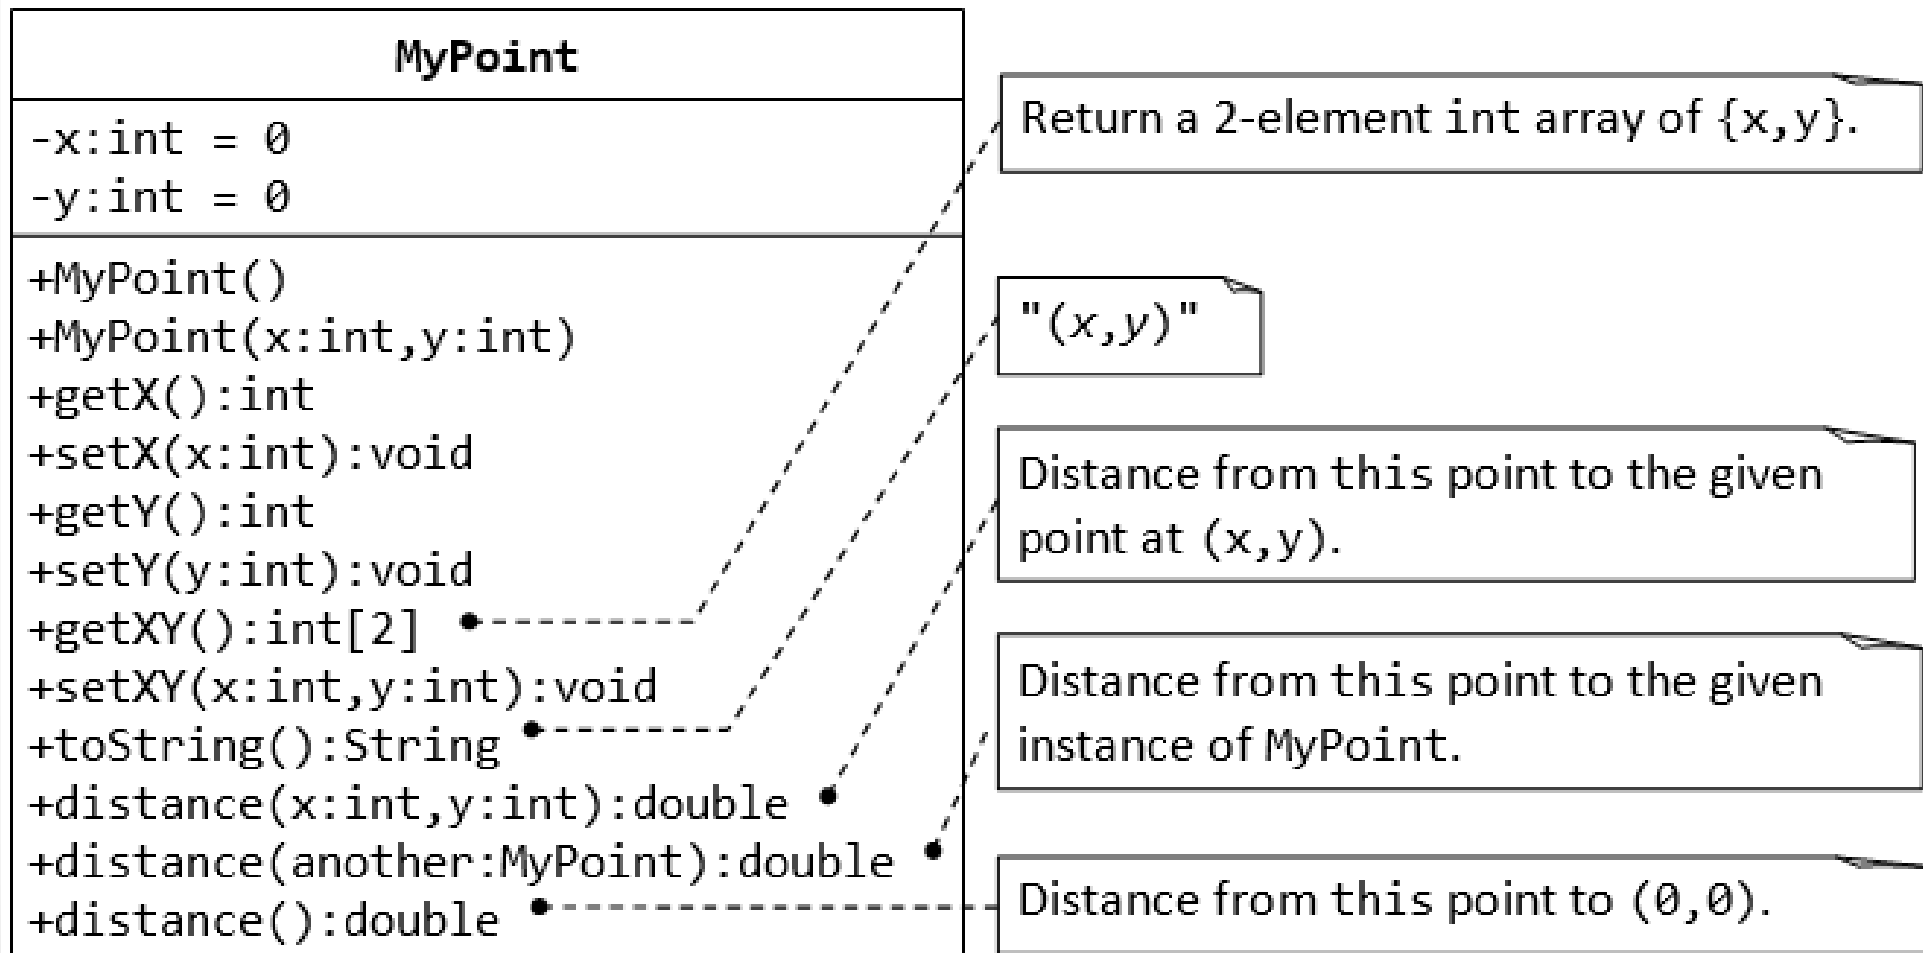 MyPoint
-x:int = 0
-y:int = 0
+MyPoint()
+MyPoint(x:int,y:int)
+getX():int
+setX(x:int):void
+getY():int
+setY(y:int):void
+getXY():int[2]
+setXY(x:int,y:int):void
+toString():String
+distance(x:int,y:int):double
+distance(another:MyPoint):double
+distance():double
Return a 2-element int array of {x,y}.
"(x,y)"
Distance from this point to the given
point at (x,y).
Distance from this point to the given
instance of MyPoint.
Distance from this point to (0,0).